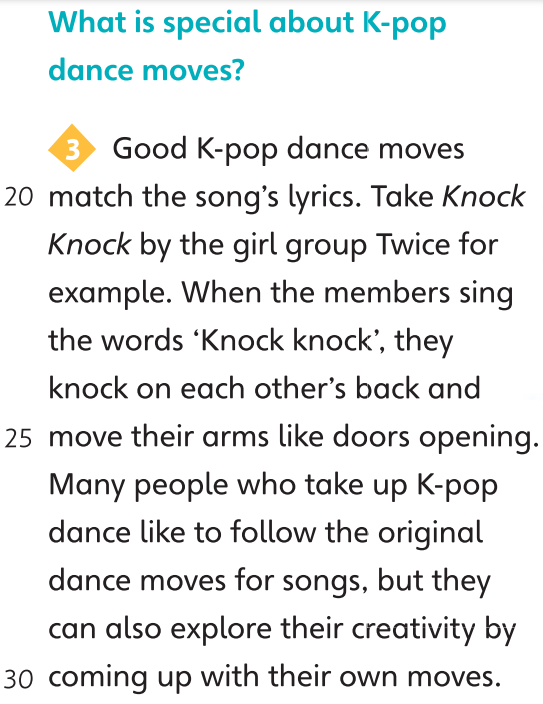 What is special about K-pop
dance moves?
3 Good K-pop dance moves
20 match the song’s lyrics. Take Knock
Knock by the girl group Twice for
example. When the members sing
the words ‘Knock knock’, they
knock on each other’s back and
25 move their arms like doors opening.
Many people who take up K-pop
dance like to follow the original
dance moves for songs, but they
can also explore their creativity by
30 coming up with their own moves.